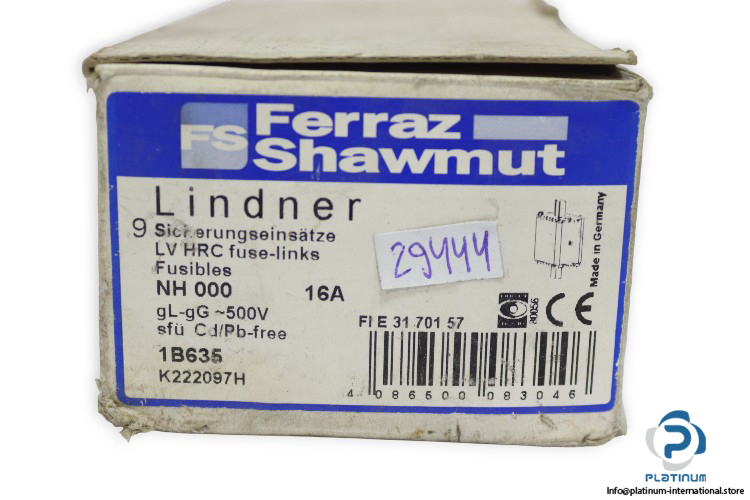 FS Ferraz
Shawmut
Lindner
9 Sicherungseinsätze
LV HRC fuse-links
Fusibles
NH 000 16A
gL-gG ~500V
sfü Cd/Pb-free
1B635
K222097H
29444
FI E 31 701 57
Made in Germany
80056
CE
4 086500 083046
PLATINUM
Info@platinum-international.store